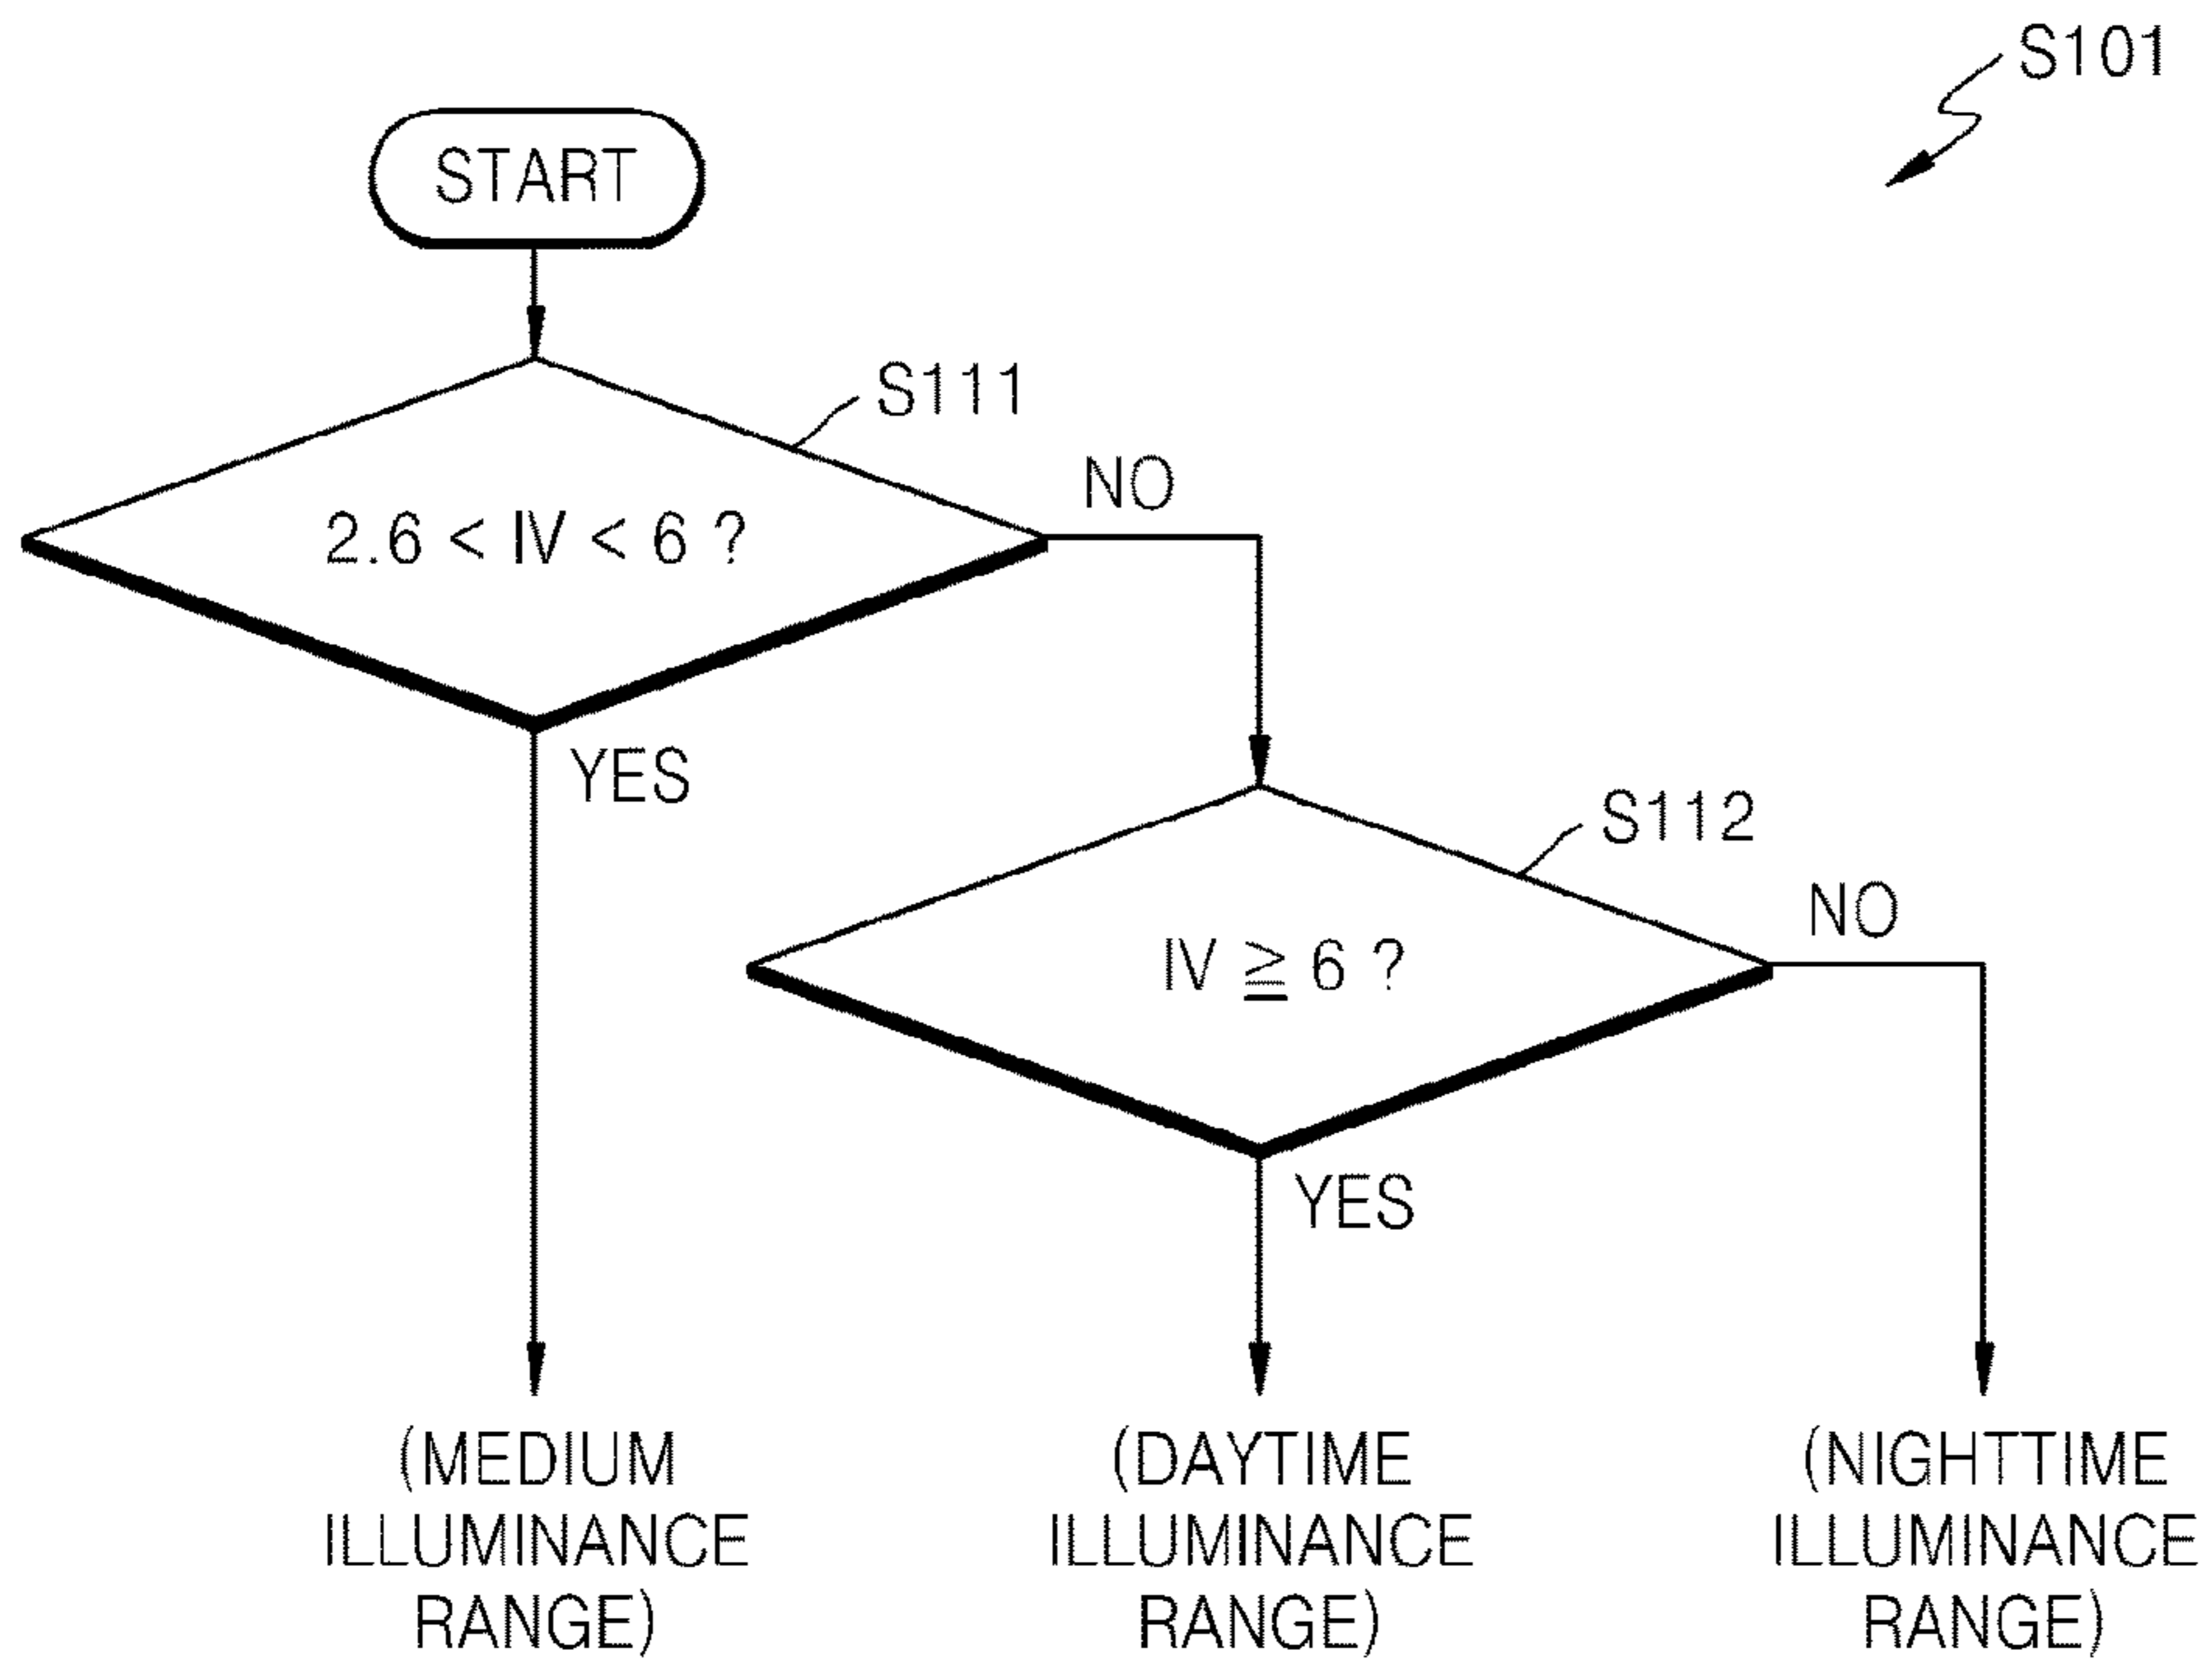 S101
START
S111
2.6 < IV < 6 ?
NO
YES
S112
IV ≧ 6 ?
NO
YES
(MEDIUM
ILLUMINANCE
RANGE)
(DAYTIME
ILLUMINANCE
RANGE)
(NIGHTTIME
ILLUMINANCE
RANGE)